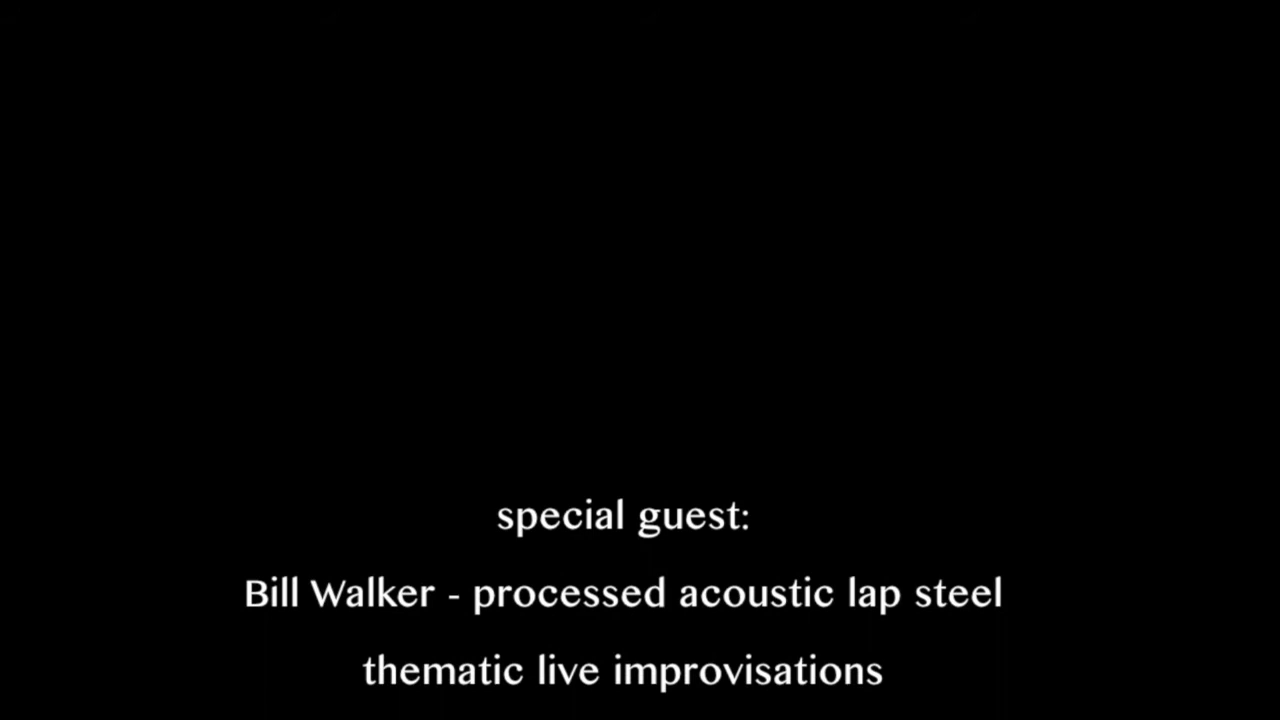 special guest:
Bill Walker - processed acoustic lap steel
thematic live improvisations